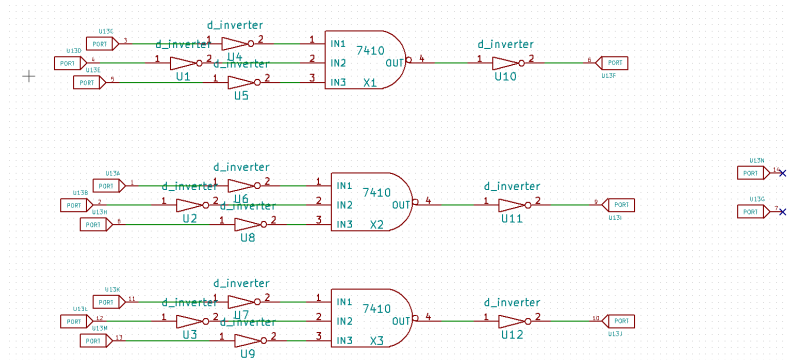 d_inverter
U13C
PORT 3
1 2
U4
1 IN1
7410
U13D
PORT 4
d_inverter
1 2
U1
2 IN2
OUT 4
d_inverter
1 2
U10
6 PORT
U13F
U13E
PORT 5
d_inverter
1 2
U5
3 IN3
X1
d_inverter
U13A
PORT 1
1 2
U6
1 IN1
7410
U13B
PORT 2
d_inverter
1 2
U2
2 IN2
OUT 4
d_inverter
1 2
U11
9 PORT
U13I
U13H
PORT
d_inverter
1 2
U8
3 IN3
X2
U13N
PORT 14
U13G
PORT 7
d_inverter
U13K
PORT 11
1 2
U7
1 IN1
7410
U13L
PORT 12
d_inverter
1 2
U3
2 IN2
OUT 4
d_inverter
1 2
U12
10 PORT
U13J
U13M
PORT 13
d_inverter
1 2
U9
3 IN3
X3